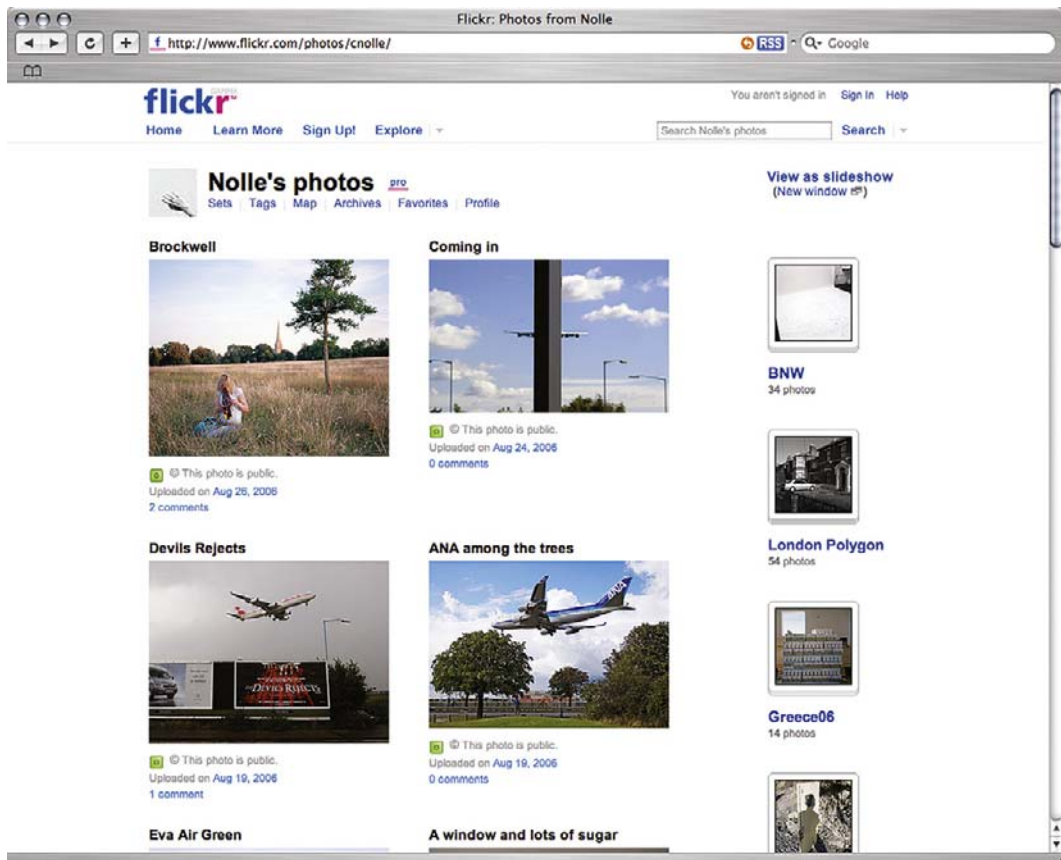 Flickr: Photos from Nolle
http://www.flickr.com/photos/cnolle/
RSS
Google
flickr
GAMMA
You aren't signed in Sign In Help
Home Learn More Sign Up! Explore
Search Nolle's photos
Search
Nolle's photos pro
Sets Tags Map Archives Favorites Profile
View as slideshow
(New window)
Brockwell
© This photo is public.
Uploaded on Aug 26, 2006
2 comments
Coming in
© This photo is public.
Uploaded on Aug 24, 2006
0 comments
Devils Rejects
THE DEVIL'S REJECTS
© This photo is public.
Uploaded on Aug 19, 2006
1 comment
ANA among the trees
ANA
© This photo is public.
Uploaded on Aug 19, 2006
0 comments
Eva Air Green
A window and lots of sugar
BNW
34 photos
London Polygon
54 photos
Greece06
14 photos